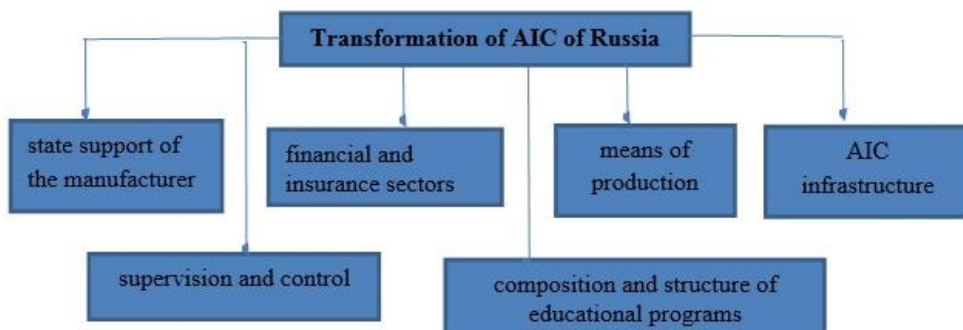 Transformation of AIC of Russia
state support of
the manufacturer
financial and
insurance sectors
means of
production
AIC
infrastructure
supervision and control
composition and structure of
educational programs